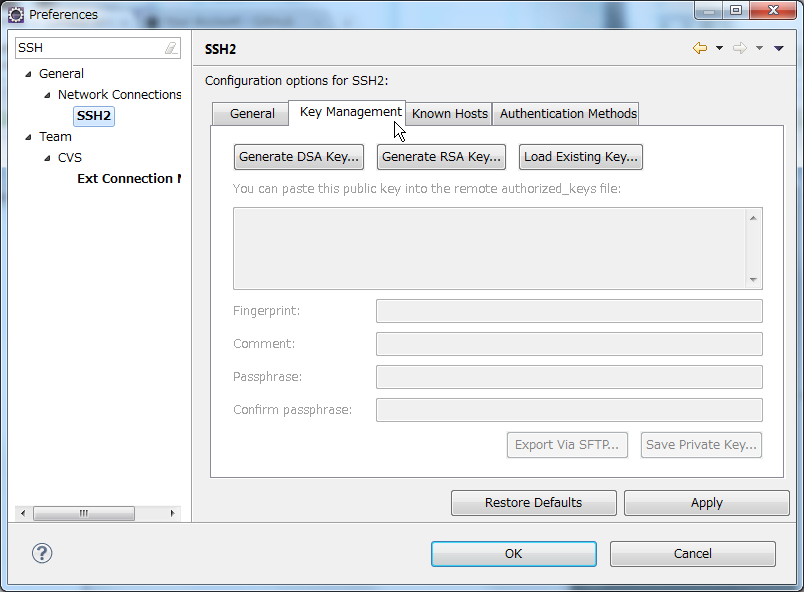 Preferences
SSH
General
Network Connections
SSH2
Team
CVS
Ext Connection
SSH2
Configuration options for SSH2:
General Key Management Known Hosts Authentication Methods
Generate DSA Key... Generate RSA Key... Load Existing Key...
You can paste this public key into the remote authorized_keys file:
Fingerprint:
Comment:
Passphrase:
Confirm passphrase:
Export Via SFTP... Save Private Key...
Restore Defaults Apply
? OK Cancel